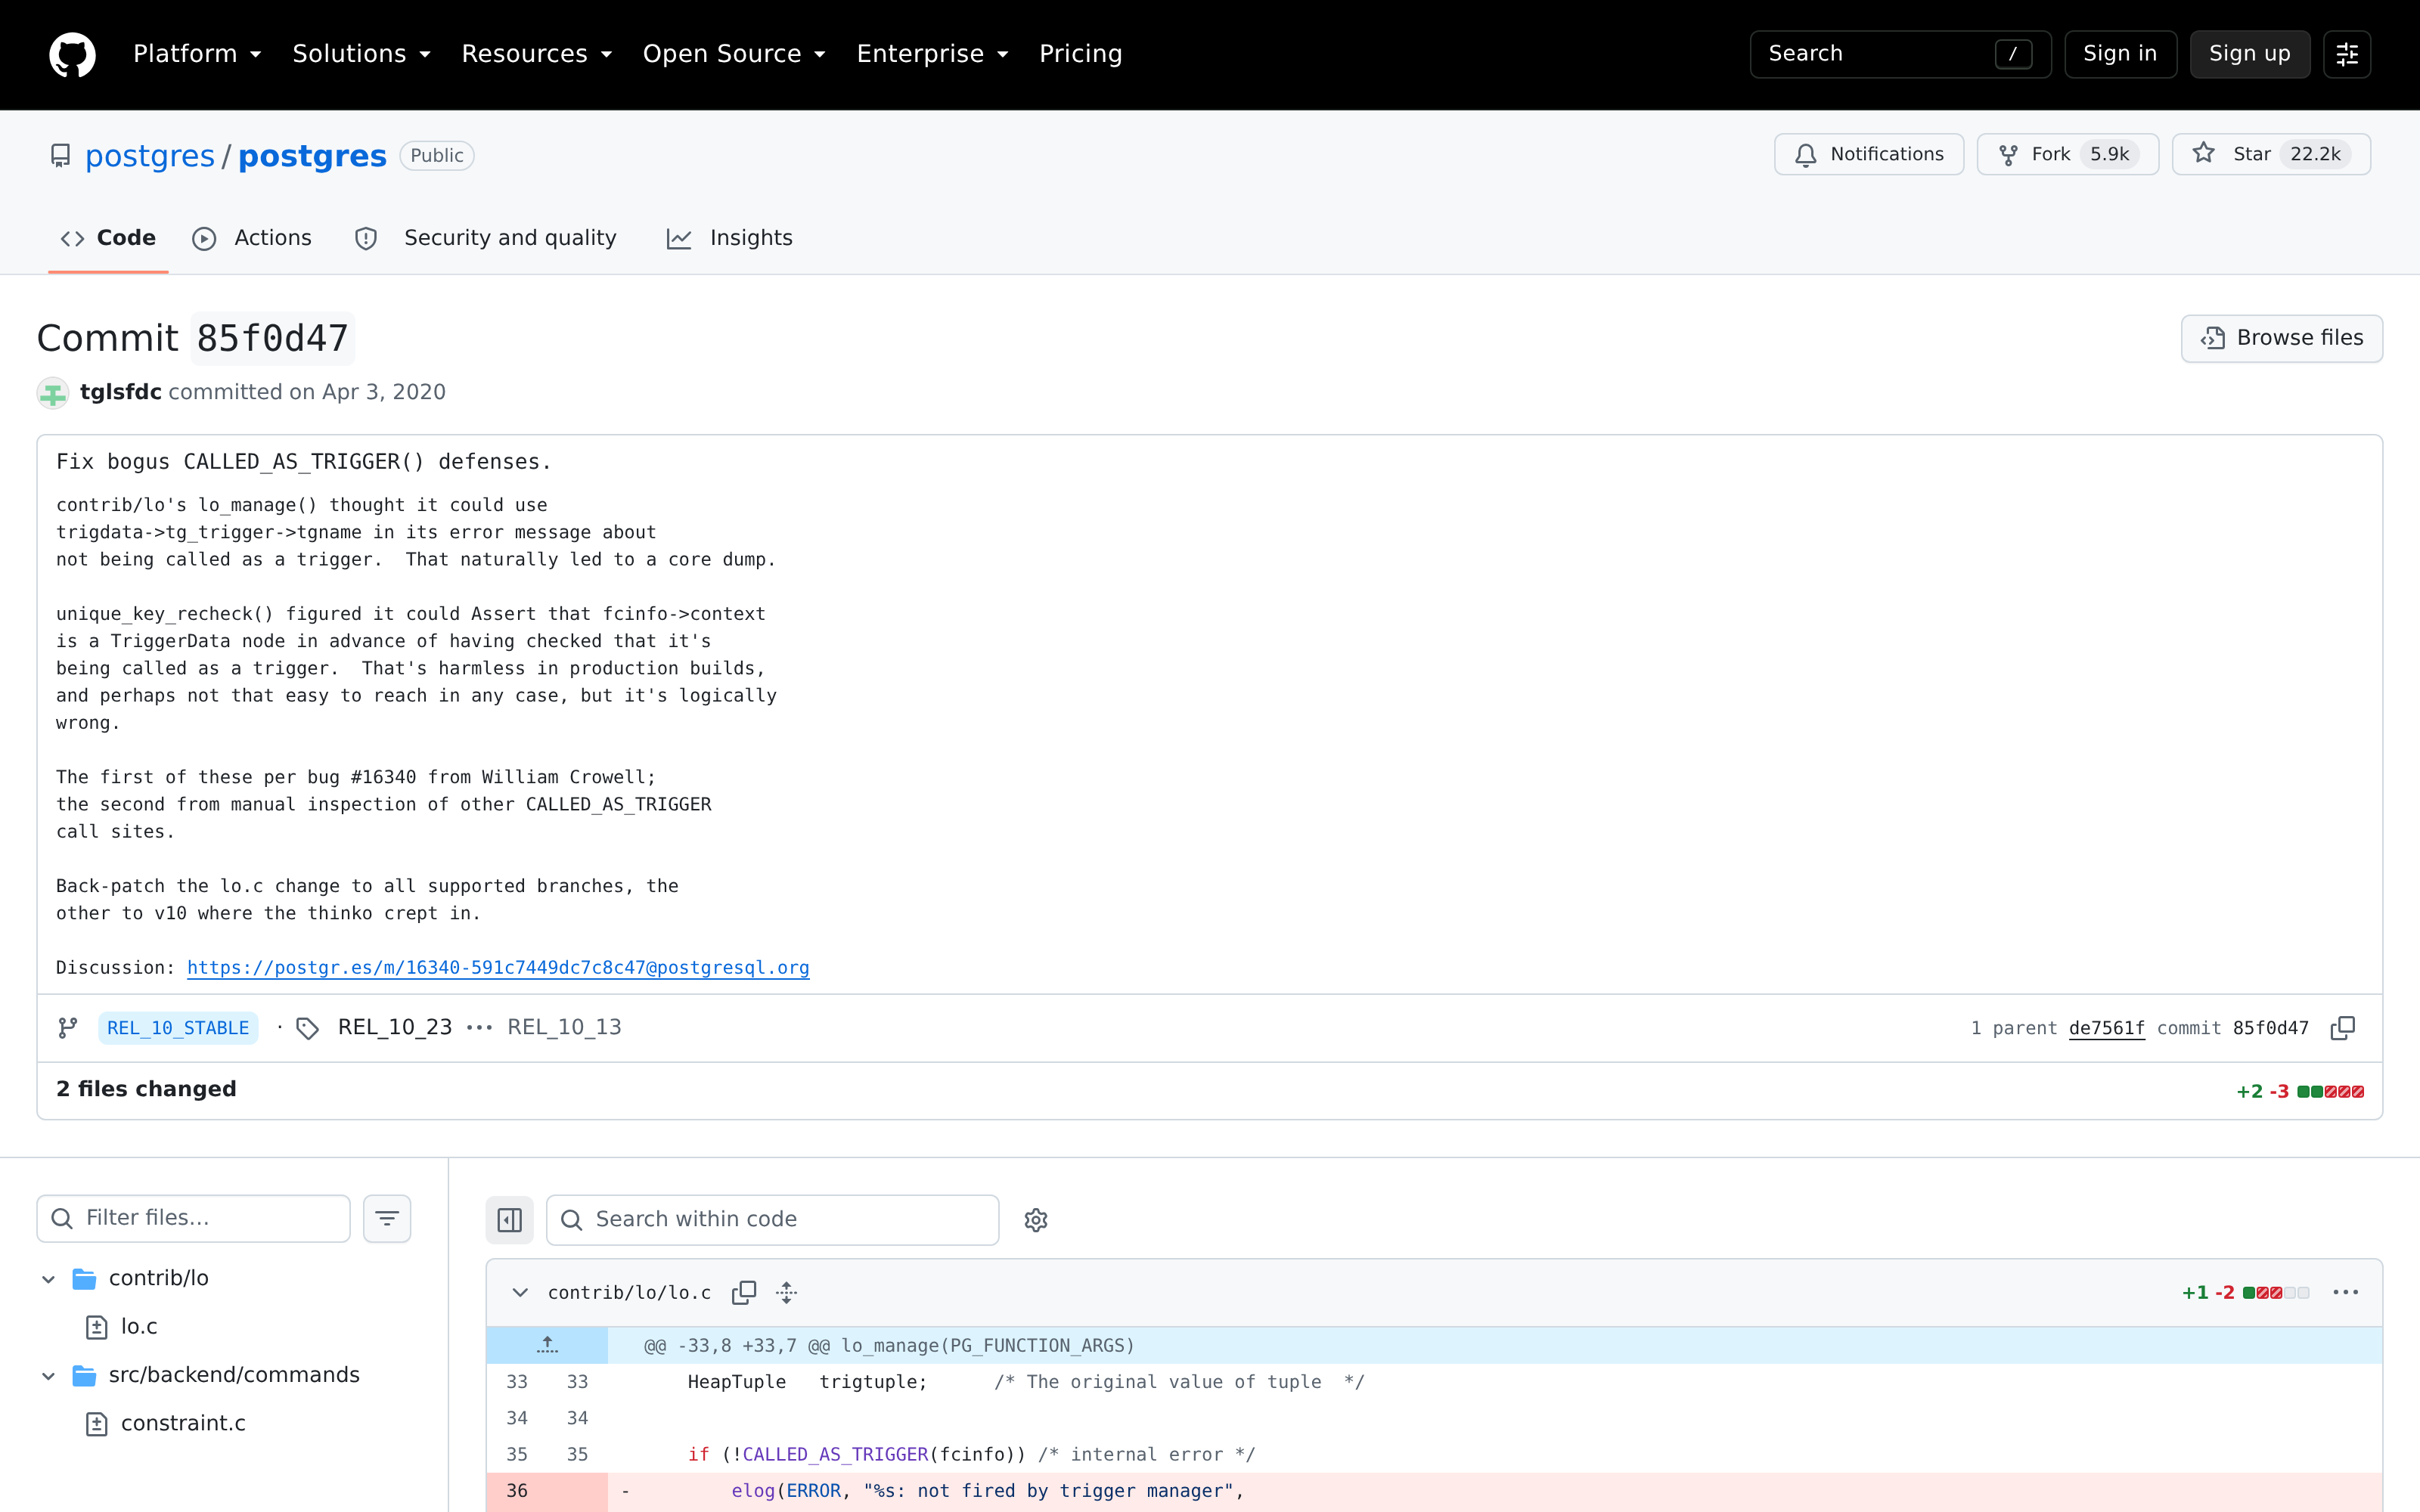 Platform Solutions Resources Open Source Enterprise Pricing Search / Sign in Sign up
postgres / postgres Public Notifications Fork 5.9k Star 22.2k
Code Actions Security and quality Insights
Commit 85f0d47 Browse files
tglsfdc committed on Apr 3, 2020
Fix bogus CALLED_AS_TRIGGER() defenses.
contrib/lo's lo_manage() thought it could use
trigdata->tg_trigger->tgname in its error message about
not being called as a trigger.  That naturally led to a core dump.
unique_key_recheck() figured it could Assert that fcinfo->context
is a TriggerData node in advance of having checked that it's
being called as a trigger.  That's harmless in production builds,
and perhaps not that easy to reach in any case, but it's logically
wrong.
The first of these per bug #16340 from William Crowell;
the second from manual inspection of other CALLED_AS_TRIGGER
call sites.
Back-patch the lo.c change to all supported branches, the
other to v10 where the thinko crept in.
Discussion: https://postgr.es/m/16340-591c7449dc7c8c47@postgresql.org
REL_10_STABLE · REL_10_23 ••• REL_10_13 1 parent de7561f commit 85f0d47
2 files changed +2 -3
Filter files…
contrib/lo
lo.c
src/backend/commands
constraint.c
Search within code
contrib/lo/lo.c +1 -2
@@ -33,8 +33,7 @@ lo_manage(PG_FUNCTION_ARGS)
33 33 HeapTuple   trigtuple;      /* The original value of tuple  */
34 34
35 35 if (!CALLED_AS_TRIGGER(fcinfo)) /* internal error */
36 - elog(ERROR, "%s: not fired by trigger manager",